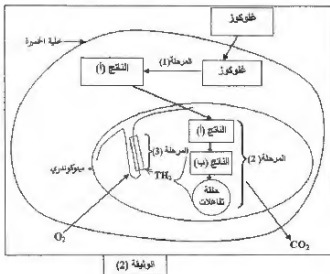 غلوكوز
خلية الخميرة
المرحلة (1)
الناتج (أ)
غلوكوز
الناتج (أ)
المرحلة (2)
الناتج (ب)
المرحلة (3)
TH₂
حلقة
تفاعلات
ميتوكوندري
O₂
CO₂
الوثيقة (2)